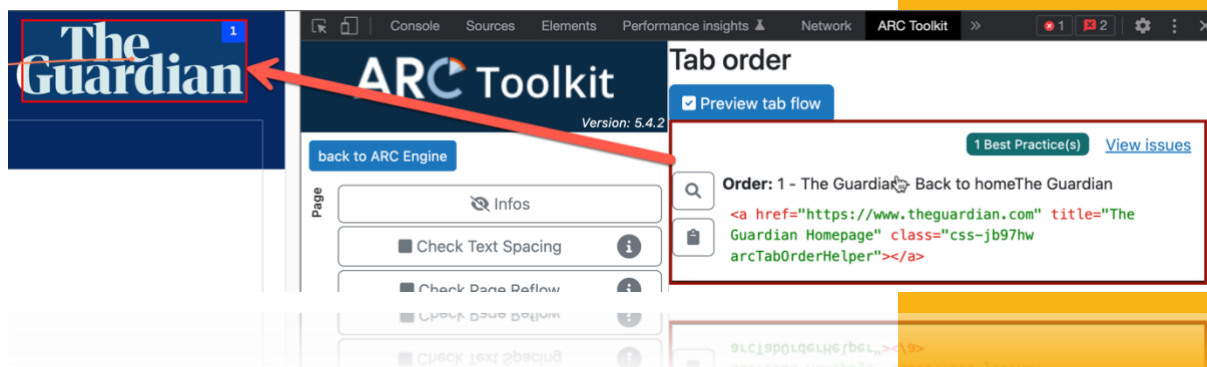 The
Guardian
1
Console Sources Elements Performance insights Network ARC Toolkit » 1 2
ARC Toolkit
Version: 5.4.2
back to ARC Engine
Page
Infos
Check Text Spacing
Check Page Reflow
Tab order
Preview tab flow
1 Best Practice(s) View issues
Order: 1 - The Guardian - Back to homeThe Guardian
<a href="https://www.theguardian.com" title="The
Guardian Homepage" class="css-jb97hw
arcTabOrderHelper"></a>